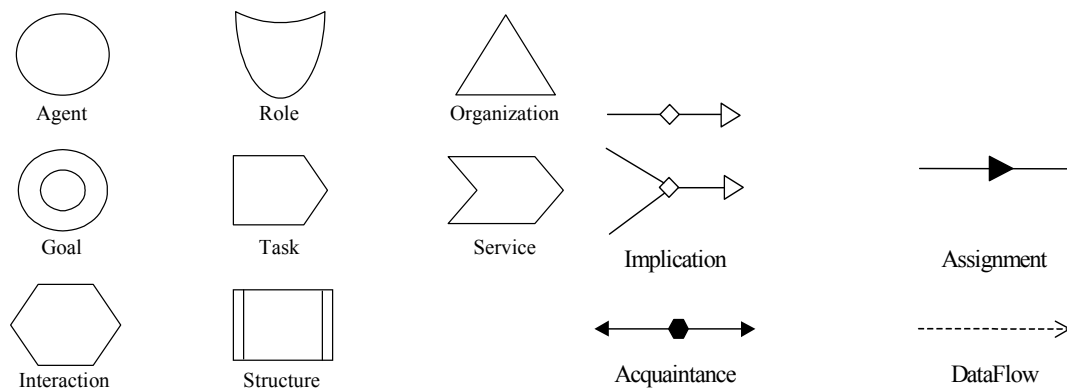 Agent
Role
Organization
Goal
Task
Service
Implication
Assignment
Interaction
Structure
Acquaintance
DataFlow